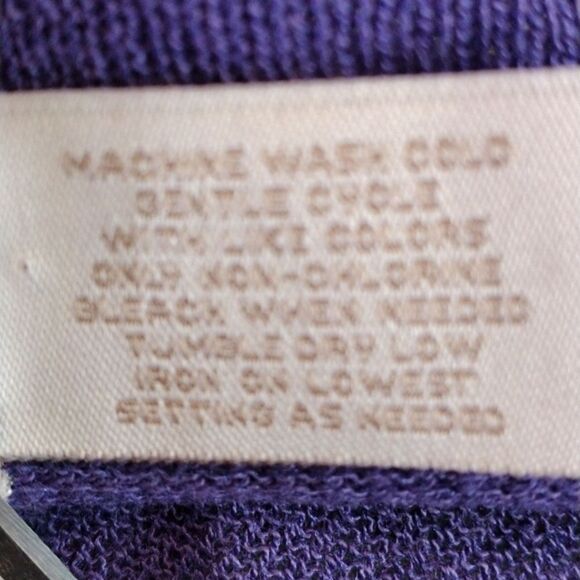 MACHINE WASH COLD
GENTLE CYCLE
WITH LIKE COLORS
ONLY NON-CHLORINE
BLEACH WHEN NEEDED
TUMBLE DRY LOW
IRON ON LOWEST
SETTING AS NEEDED